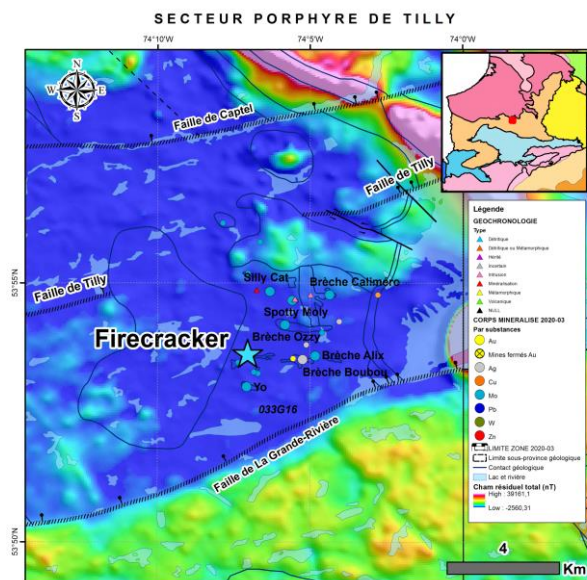 SECTEUR PORPHYRE DE TILLY
74°10'W
74°5'W
74°0'W
N
W E
S
Faille de Captel
Faille de Tilly
53°55'N
Faille de Tilly
Silly Cat
Brèche Calimero
Spotty Moly
Firecracker
Brèche Ozzy
Brèche Alix
Brèche Boubou
Yo
033G16
Faille de La Grande-Rivière
53°50'N
Légende
GEOCHRONOLOGIE
Type
Détritique
Détritique ou Métamorphique
Hérité
Incertain
Intrusion
Minéralisation
Métamorphique
Volcanique
NULL
CORPS MINERALISE 2020-03
Par substances
Au
Mines fermés Au
Ag
Cu
Mo
Pb
W
Zn
LIMITE ZONE 2020-03
Limite sous-province géologique
Contact géologique
Lac et rivière
Cham résiduel total (nT)
High : 39161,1
Low : -2560,31
4
Km